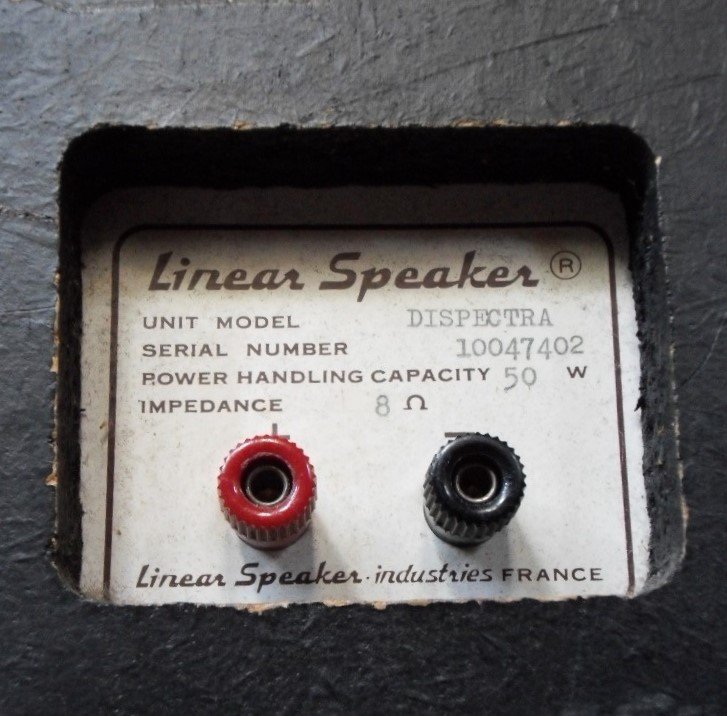 Linear Speaker ®
UNIT MODEL DISPECTRA
SERIAL NUMBER 10047402
POWER HANDLING CAPACITY 50 W
IMPEDANCE 8 Ω
+ −
Linear Speaker · industries FRANCE